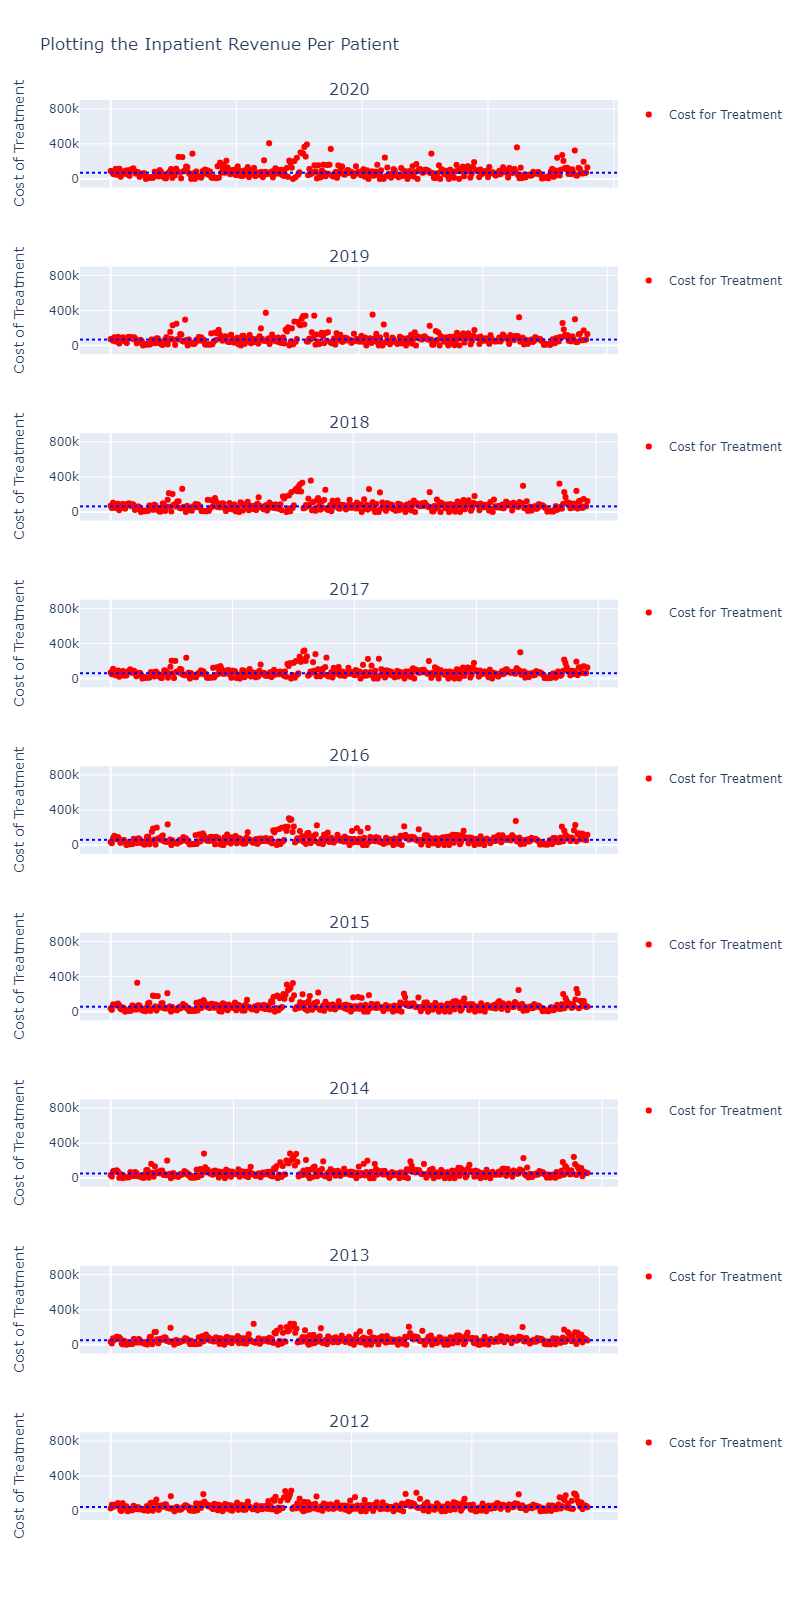 Plotting the Inpatient Revenue Per Patient
2020
Cost of Treatment
800k
400k
0
Cost for Treatment
2019
Cost of Treatment
800k
400k
0
Cost for Treatment
2018
Cost of Treatment
800k
400k
0
Cost for Treatment
2017
Cost of Treatment
800k
400k
0
Cost for Treatment
2016
Cost of Treatment
800k
400k
0
Cost for Treatment
2015
Cost of Treatment
800k
400k
0
Cost for Treatment
2014
Cost of Treatment
800k
400k
0
Cost for Treatment
2013
Cost of Treatment
800k
400k
0
Cost for Treatment
2012
Cost of Treatment
800k
400k
0
Cost for Treatment